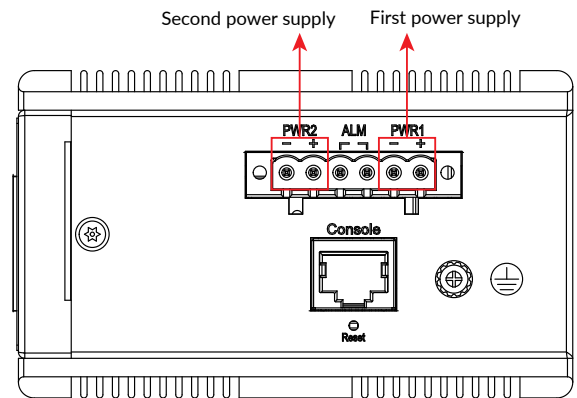 Second power supply First power supply
PWR2 ALM PWR1
- + - +
Console
Reset